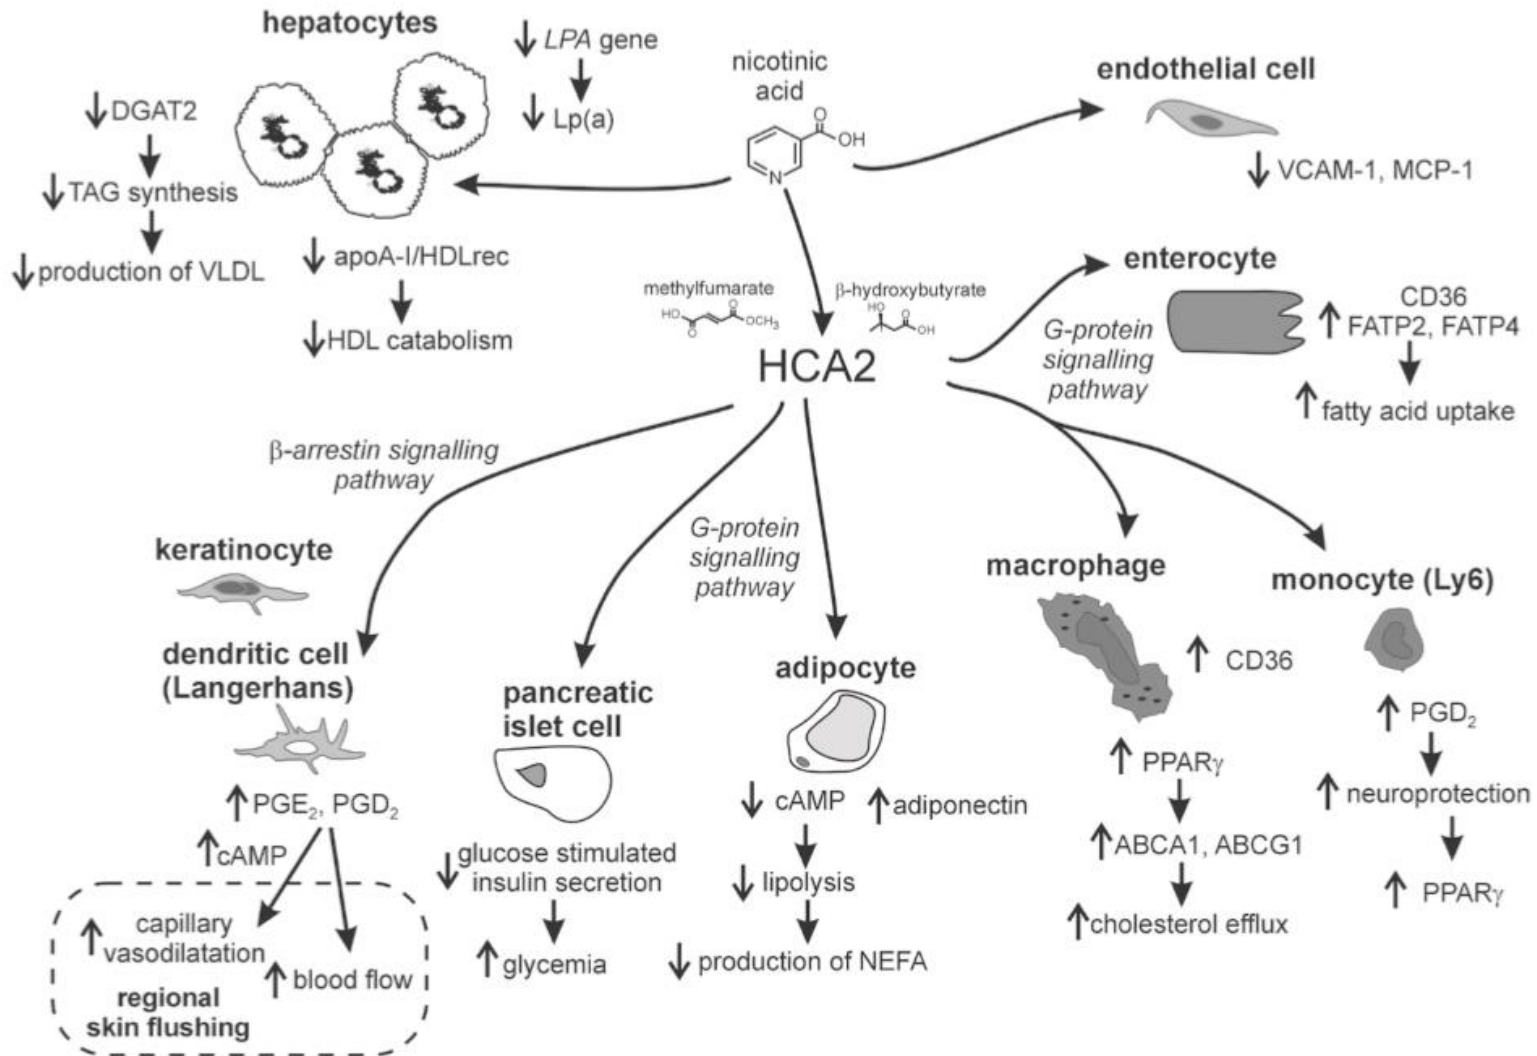 hepatocytes
↓ LPA gene
↓ Lp(a)
↓ DGAT2
↓ TAG synthesis
↓ production of VLDL
↓ apoA-I/HDLrec
↓ HDL catabolism
nicotinic
acid
O
OH
N
endothelial cell
↓ VCAM-1, MCP-1
methylfumarate
HO
O
O
OCH3
β-hydroxybutyrate
HO
O
OH
HCA2
enterocyte
G-protein
signalling
pathway
↑ CD36
FATP2, FATP4
↑ fatty acid uptake
β-arrestin signalling
pathway
keratinocyte
dendritic cell
(Langerhans)
↑ PGE₂, PGD₂
↑ cAMP
↑ capillary
vasodilatation
↑ blood flow
regional
skin flushing
G-protein
signalling
pathway
pancreatic
islet cell
↓ glucose stimulated
insulin secretion
↑ glycemia
adipocyte
↓ cAMP
↑ adiponectin
↓ lipolysis
↓ production of NEFA
macrophage
↑ CD36
↑ PPARγ
↑ ABCA1, ABCG1
↑ cholesterol efflux
monocyte (Ly6)
↑ PGD₂
↑ neuroprotection
↑ PPARγ